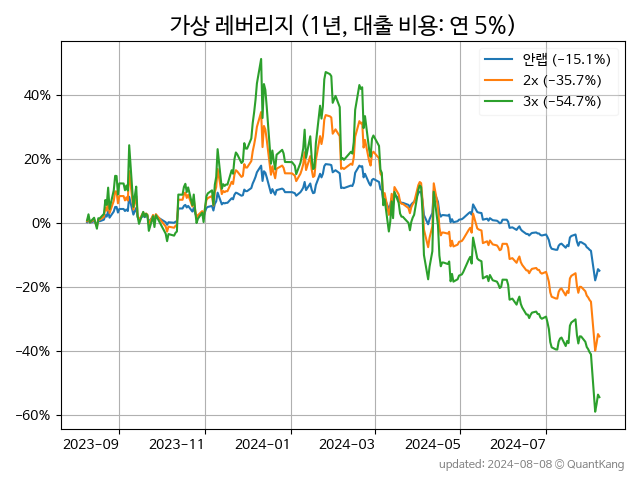 가상 레버리지 (1년, 대출 비용: 연 5%)
안랩 (−15.1%)
2x (−35.7%)
3x (−54.7%)
40%
20%
0%
−20%
−40%
−60%
2023-09
2023-11
2024-01
2024-03
2024-05
2024-07
updated: 2024-08-08 © QuantKang